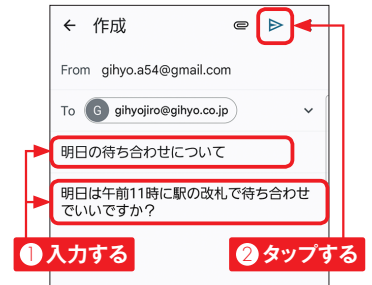 作成
From gihyo.a54@gmail.com
To G gihyojiro@gihyo.co.jp
明日の待ち合わせについて
明日は午前11時に駅の改札で待ち合わせ
でいいですか？
①入力する
②タップする